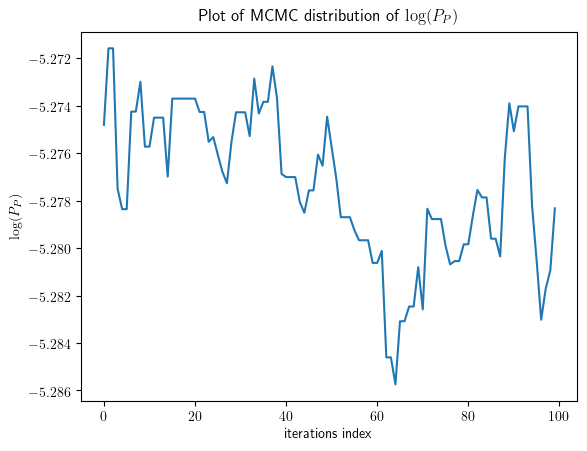 Plot of MCMC distribution of log(P_P)
−5.272
−5.274
−5.276
−5.278
−5.280
−5.282
−5.284
−5.286
log(P_P)
0 20 40 60 80 100
iterations index